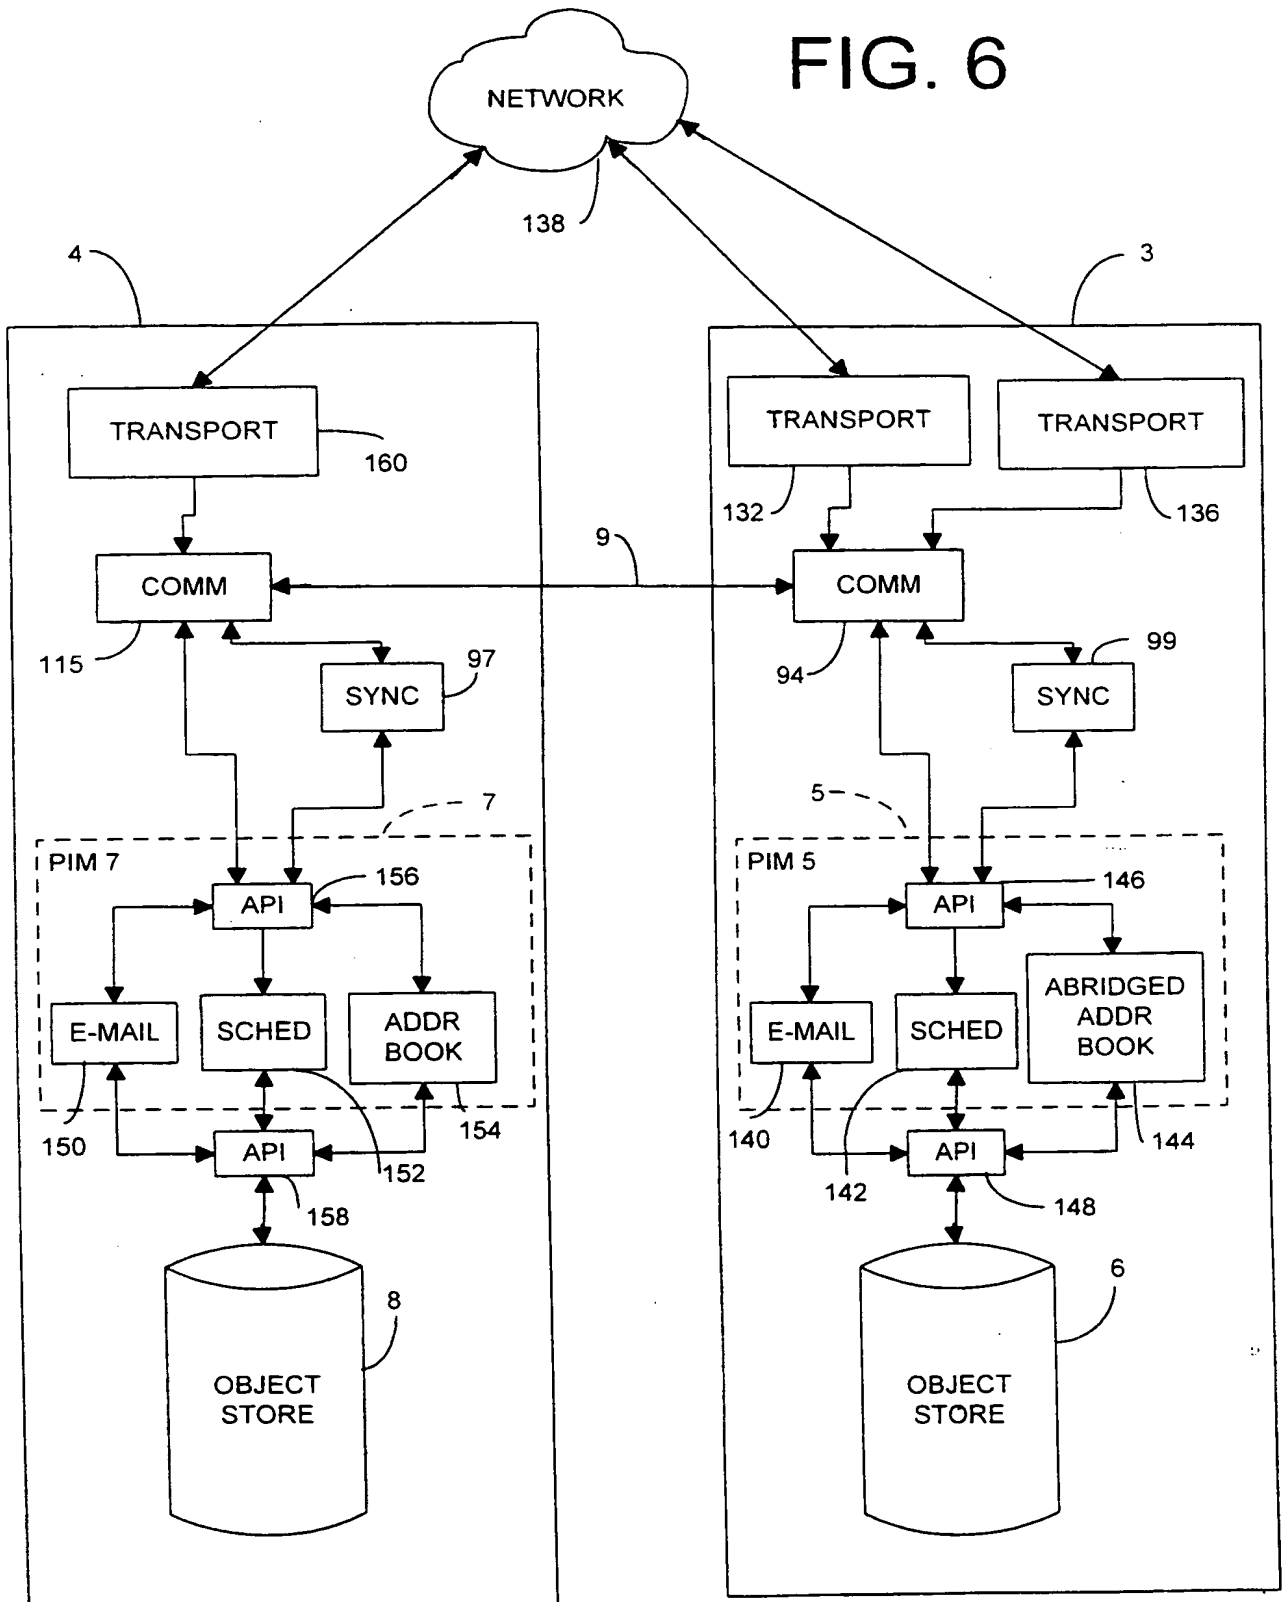 FIG. 6
NETWORK
138
4
3
TRANSPORT
160
TRANSPORT
132
TRANSPORT
136
9
COMM
115
COMM
94
97
SYNC
99
SYNC
7
5
PIM 7
PIM 5
156
API
146
API
E-MAIL
SCHED
ADDR
BOOK
E-MAIL
SCHED
ABRIDGED
ADDR
BOOK
150
154
140
144
API
152
API
142
158
148
8
6
OBJECT
STORE
OBJECT
STORE